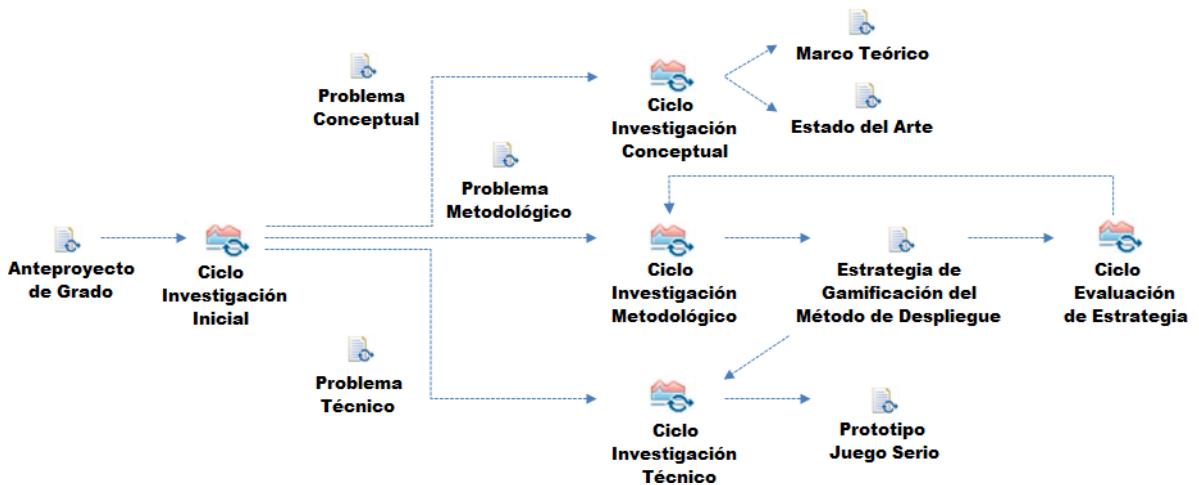 Marco Teórico
Problema
Conceptual
Ciclo
Investigación
Conceptual
Estado del Arte
Problema
Metodológico
Anteproyecto
de Grado
Ciclo
Investigación
Inicial
Ciclo
Investigación
Metodológico
Estrategia de
Gamificación del
Método de Despliegue
Ciclo
Evaluación
de Estrategia
Problema
Técnico
Ciclo
Investigación
Técnico
Prototipo
Juego Serio